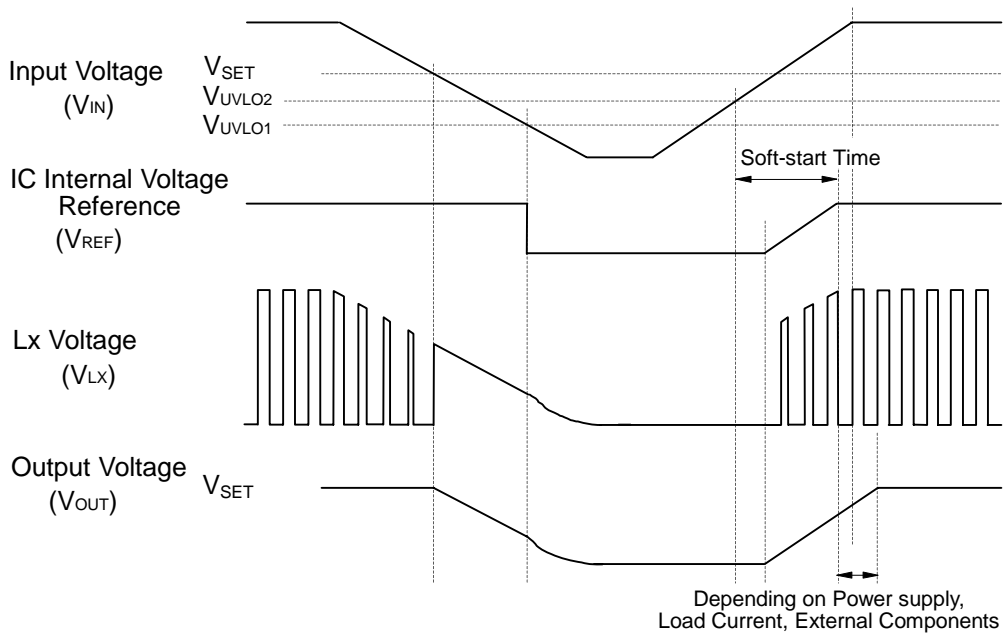 Input Voltage
(VIN)
VSET
VUVLO2
VUVLO1
Soft-start Time
IC Internal Voltage
Reference
(VREF)
Lx Voltage
(VLX)
Output Voltage
(VOUT)
VSET
Depending on Power supply,
Load Current, External Components